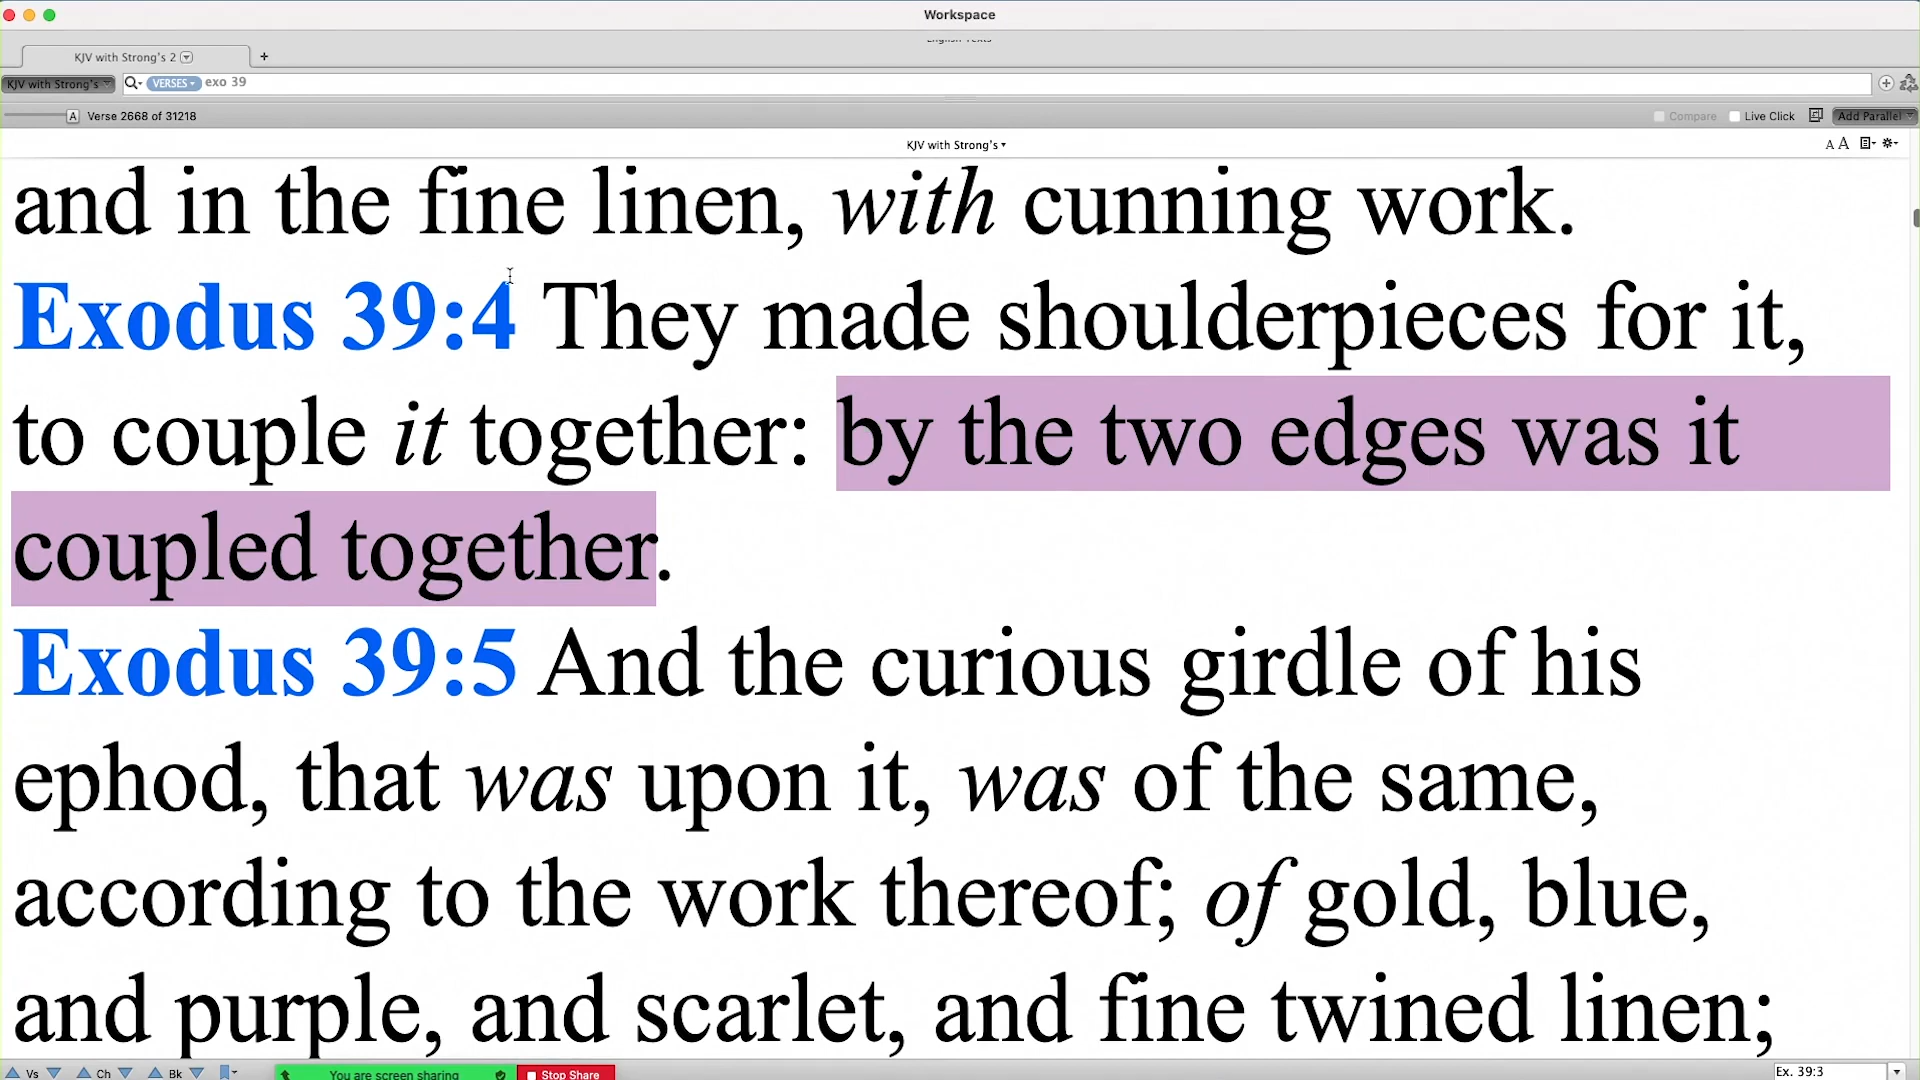 Workspace
English Texts
KJV with Strong's 2
+
KJV with Strong's
VERSES exo 39
A Verse 2668 of 31218
Compare Live Click Add Parallel
KJV with Strong's
A A
and in the fine linen, with cunning work.
Exodus 39:4 They made shoulderpieces for it,
to couple it together: by the two edges was it
coupled together.
Exodus 39:5 And the curious girdle of his
ephod, that was upon it, was of the same,
according to the work thereof; of gold, blue,
and purple, and scarlet, and fine twined linen;
Vs Ch Bk You are screen sharing Stop Share Ex. 39:3